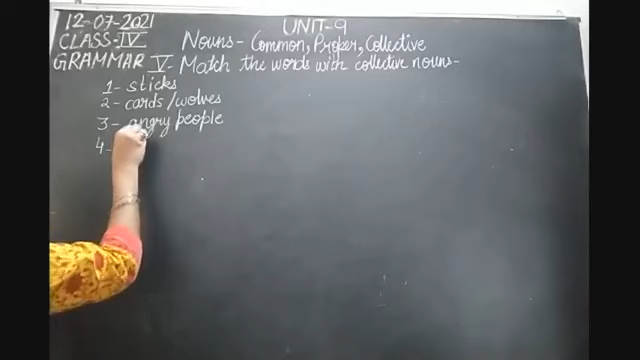 12-07-2021
UNIT-9
CLASS-IV Nouns- Common, Proper, Collective
GRAMMAR V- Match the words with collective nouns-
1- sticks
2- cards/wolves
3- angry people
4-